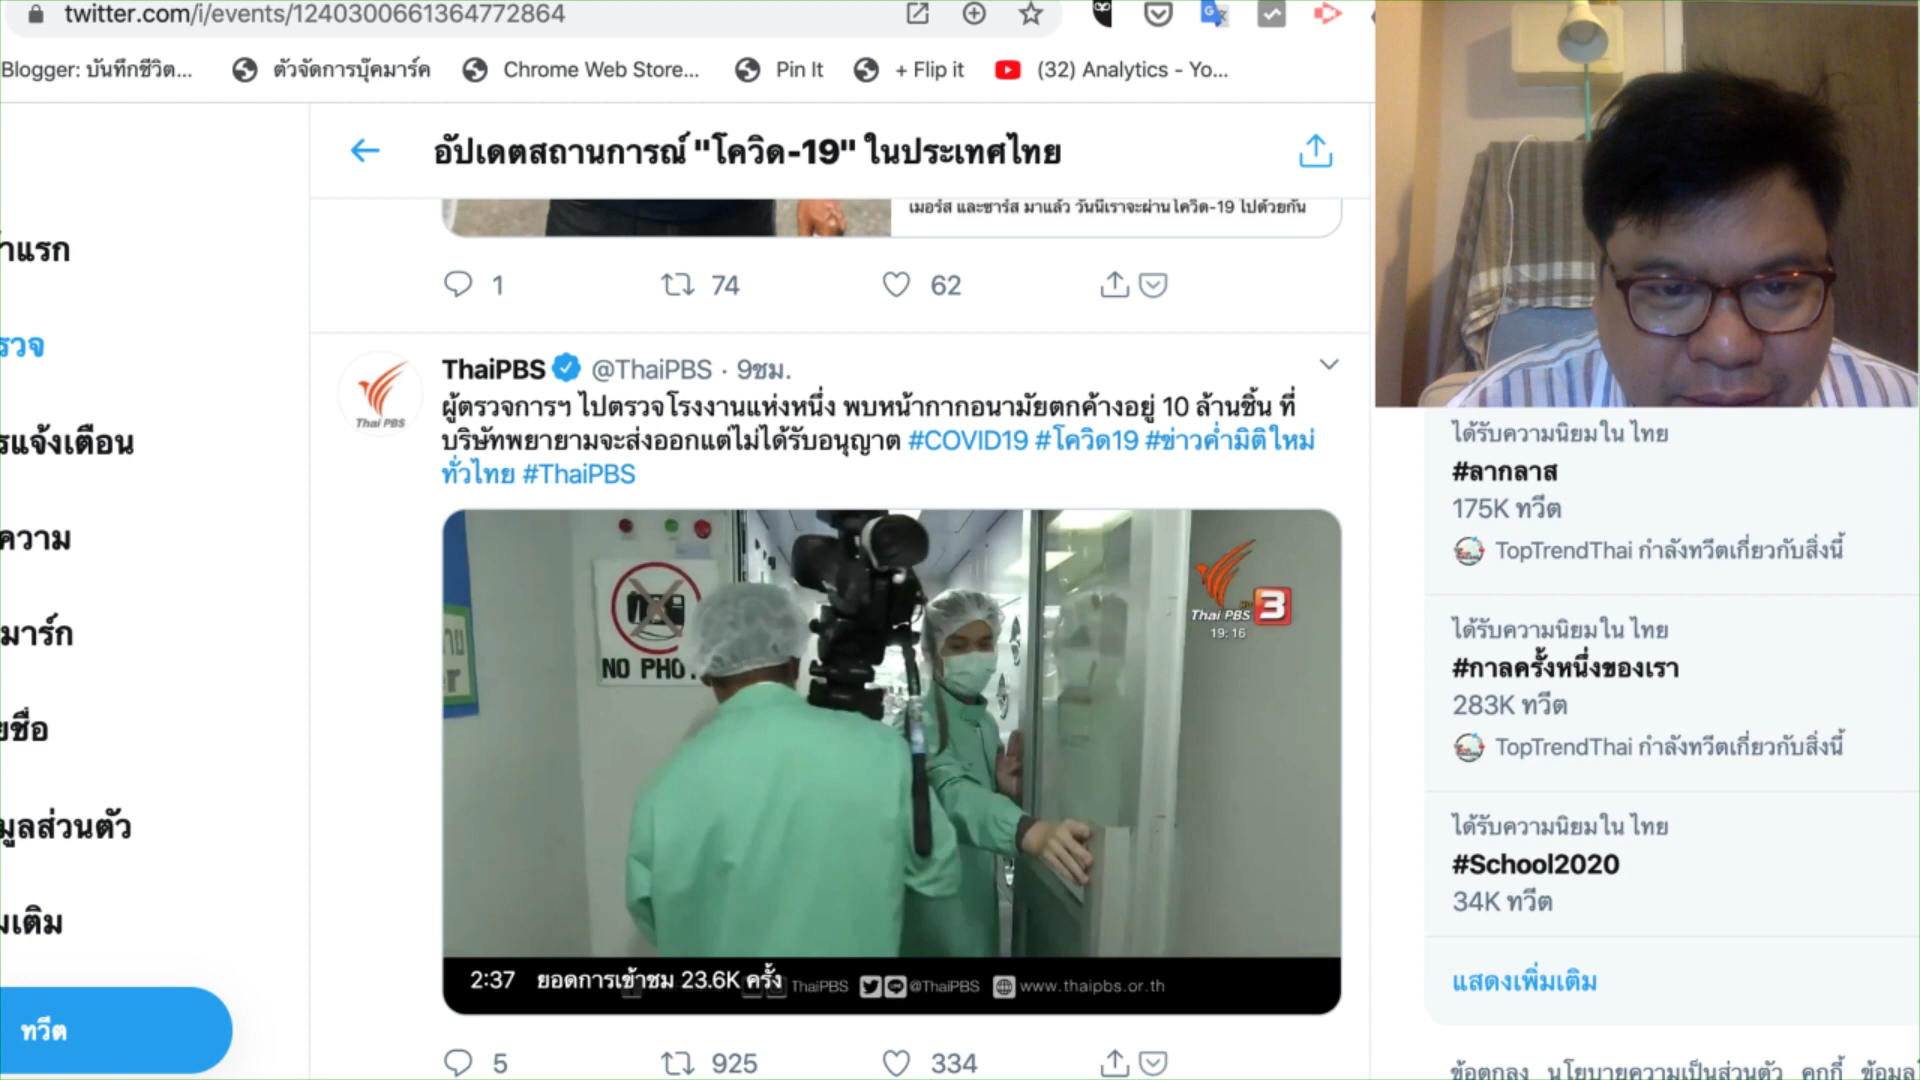 twitter.com/i/events/1240300661364772864
Blogger: บันทึกชีวิต... ตัวจัดการบุ๊คมาร์ค Chrome Web Store... Pin It + Flip it (32) Analytics - Yo...
อัปเดตสถานการณ์ "โควิด-19" ในประเทศไทย
เมอร์ส และซาร์ส มาแล้ว วันนี้เราจะผ่านโควิด-19 ไปด้วยกัน
1 74 62
าแรก
รวจ
รแจ้งเตือน
ความ
มาร์ก
ยชื่อ
มูลส่วนตัว
มเติม
ทวีต
ThaiPBS @ThaiPBS · 9ชม.
ผู้ตรวจการฯ ไปตรวจโรงงานแห่งหนึ่ง พบหน้ากากอนามัยตกค้างอยู่ 10 ล้านชิ้น ที่
บริษัทพยายามจะส่งออกแต่ไม่ได้รับอนุญาต #COVID19 #โควิด19 #ข่าวค่ำมิติใหม่
ทั่วไทย #ThaiPBS
Thai PBS
NO PHO
Thai PBS HD 3
19:16
2:37 ยอดการเข้าชม 23.6K ครั้ง ThaiPBS @ThaiPBS www.thaipbs.or.th
5 925 334
ได้รับความนิยมใน ไทย
#ลากลาส
175K ทวีต
TopTrendThai กำลังทวีตเกี่ยวกับสิ่งนี้
ได้รับความนิยมใน ไทย
#กาลครั้งหนึ่งของเรา
283K ทวีต
TopTrendThai กำลังทวีตเกี่ยวกับสิ่งนี้
ได้รับความนิยมใน ไทย
#School2020
34K ทวีต
แสดงเพิ่มเติม
ข้อตกลง นโยบายความเป็นส่วนตัว คุกกี้ ข้อมูล